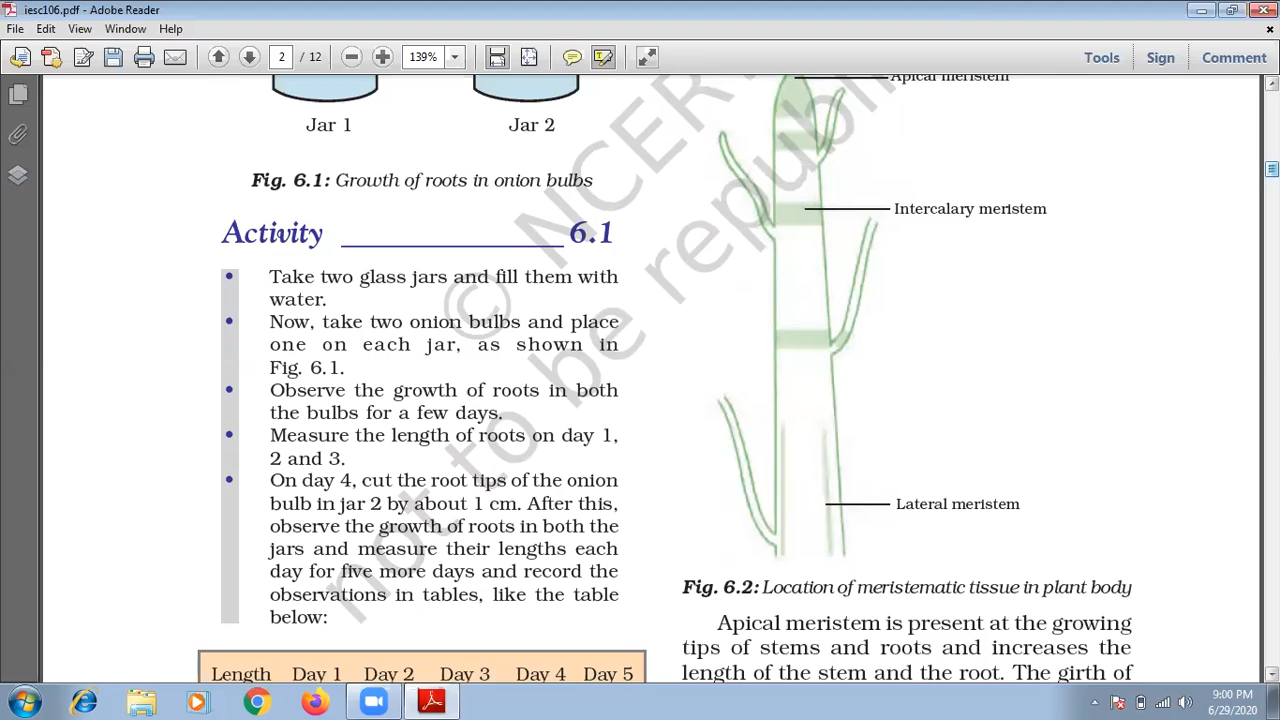 iesc106.pdf - Adobe Reader
File Edit View Window Help
2 / 12 139% Tools Sign Comment
Jar 1 Jar 2
Fig. 6.1: Growth of roots in onion bulbs
Activity 6.1
• Take two glass jars and fill them with
water.
• Now, take two onion bulbs and place
one on each jar, as shown in
Fig. 6.1.
• Observe the growth of roots in both
the bulbs for a few days.
• Measure the length of roots on day 1,
2 and 3.
• On day 4, cut the root tips of the onion
bulb in jar 2 by about 1 cm. After this,
observe the growth of roots in both the
jars and measure their lengths each
day for five more days and record the
observations in tables, like the table
below:
Length Day 1 Day 2 Day 3 Day 4 Day 5
Apical meristem
Intercalary meristem
Lateral meristem
Fig. 6.2: Location of meristematic tissue in plant body
Apical meristem is present at the growing
tips of stems and roots and increases the
length of the stem and the root. The girth of
© NCER
not to be republi
9:00 PM
6/29/2020